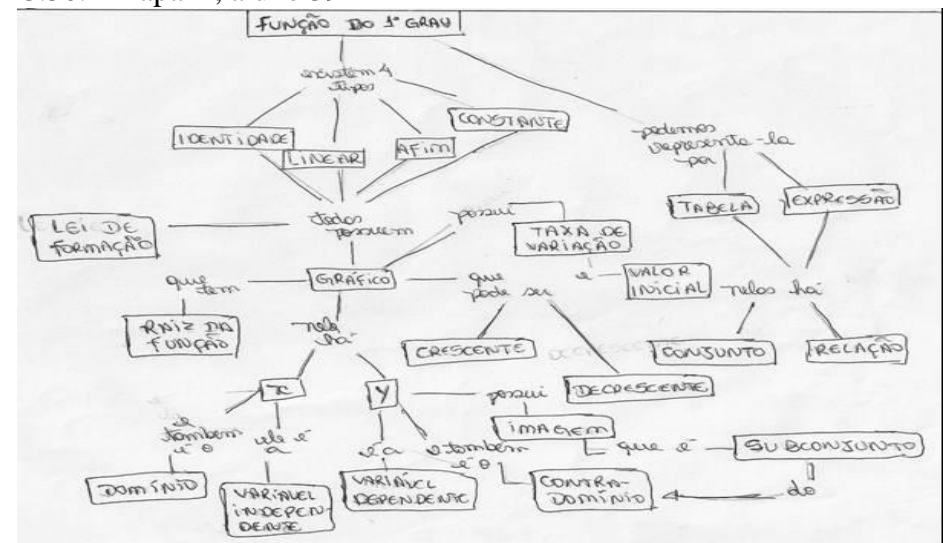 FUNÇÃO DO 1º GRAU
existem 4
tipos
IDENTIDADE
LINEAR
AFIM
CONSTANTE
podemos
representa-la
por
TABELA
EXPRESSÃO
LEI DE
FORMAÇÃO
todos
possuem
possui
TAXA DE
VARIAÇÃO
e
VALOR
INICIAL
nelas há
que
tem
GRÁFICO
que
pode ser
RAIZ DA
FUNÇÃO
nele
há
CRESCENTE
DECRESCENTE
CONJUNTO
RELAÇÃO
X
Y
possui
IMAGEM
que é
SUBCONJUNTO
do
e
também
é o
ele é
a
é a
e também
é o
DOMÍNIO
VARIÁVEL
INDEPEN-
DENTE
VARIÁVEL
DEPENDENTE
CONTRA-
DOMÍNIO